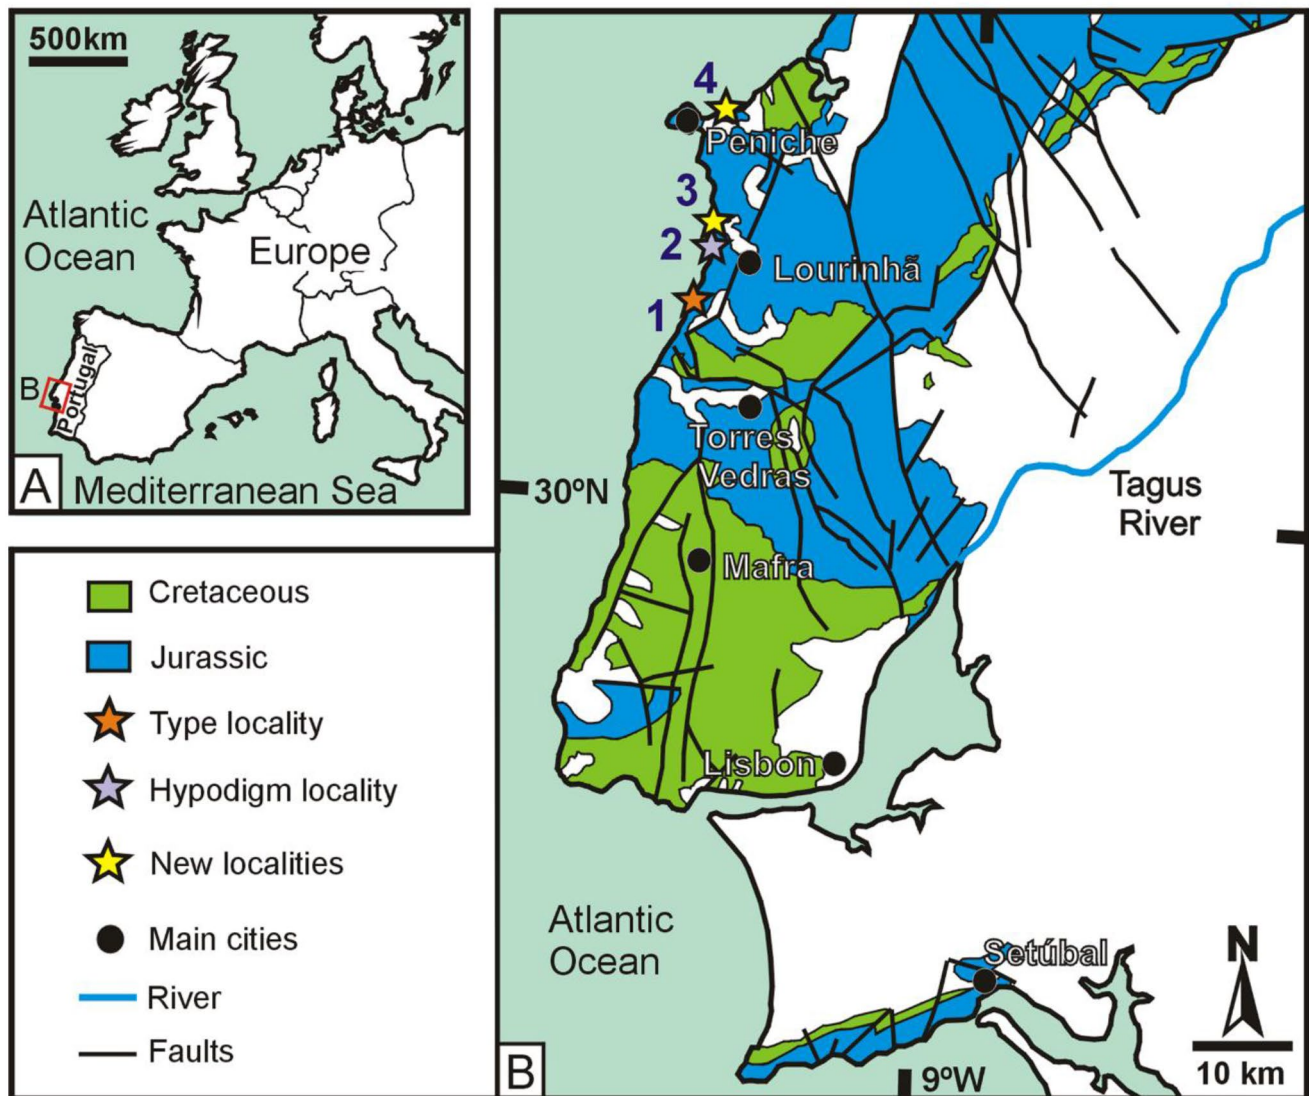 500km
Atlantic
Ocean
Europe
B
Portugal
A
Mediterranean Sea
Cretaceous
Jurassic
Type locality
Hypodigm locality
New localities
Main cities
River
Faults
4
Peniche
3
2
Lourinhã
1
Torres
Vedras
30ºN
Tagus
River
Mafra
Lisbon
Atlantic
Ocean
Setúbal
N
10 km
B
9ºW